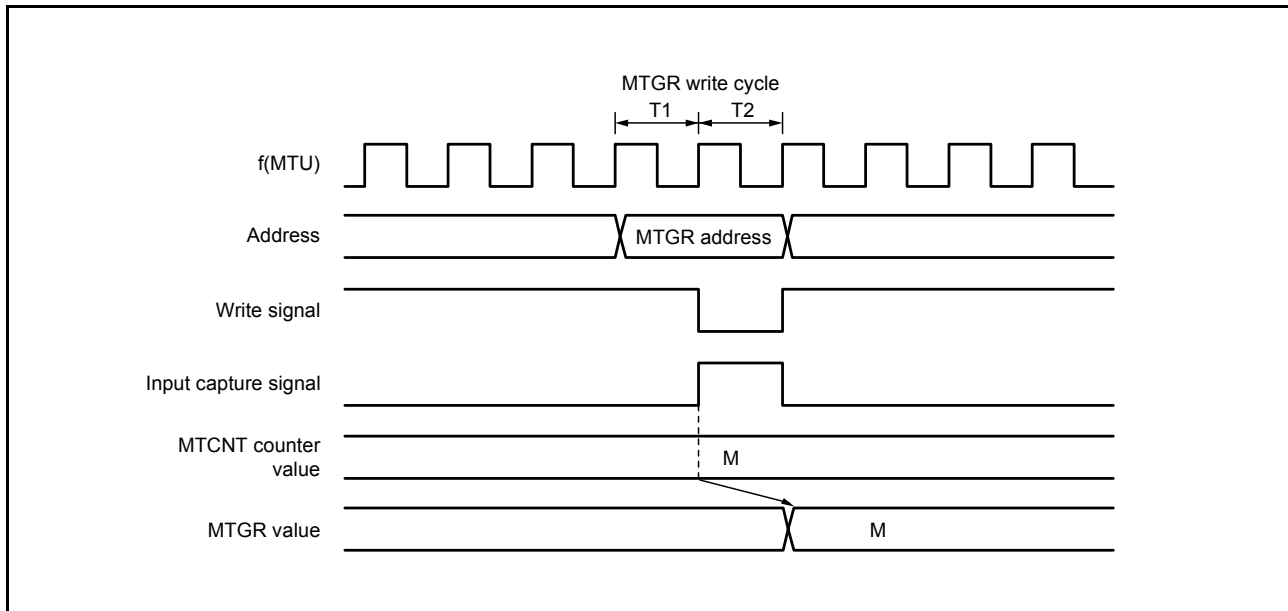 MTGR write cycle
T1 T2
f(MTU)
Address MTGR address
Write signal
Input capture signal
MTCNT counter
value
M
MTGR value M